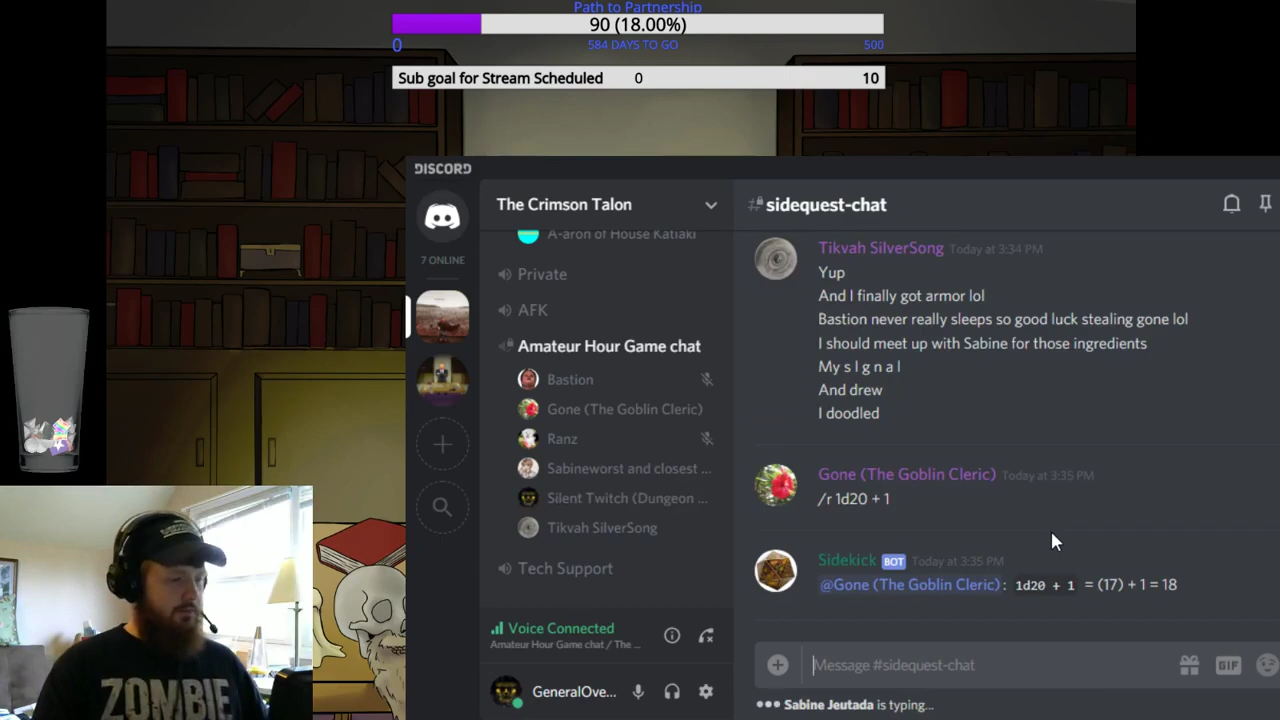 Path to Partnership
90 (18.00%)
0
584 DAYS TO GO
500
Sub goal for Stream Scheduled
0
10
DISCORD
7 ONLINE
The Crimson Talon
A-aron of House Katiaki
Private
AFK
Amateur Hour Game chat
Bastion
Gone (The Goblin Cleric)
Ranz
Sabineworst and closest ...
Silent Twitch (Dungeon ...
Tikvah SilverSong
Tech Support
Voice Connected
Amateur Hour Game chat / The ...
GeneralOve...
sidequest-chat
Tikvah SilverSong Today at 3:34 PM
Yup
And I finally got armor lol
Bastion never really sleeps so good luck stealing gone lol
I should meet up with Sabine for those ingredients
My s I g n a l
And drew
I doodled
Gone (The Goblin Cleric) Today at 3:35 PM
/r 1d20 + 1
Sidekick BOT Today at 3:35 PM
@Gone (The Goblin Cleric): 1d20 + 1 = (17) + 1 = 18
Message #sidequest-chat
GIF
Sabine Jeutada is typing...
ZOMBIE